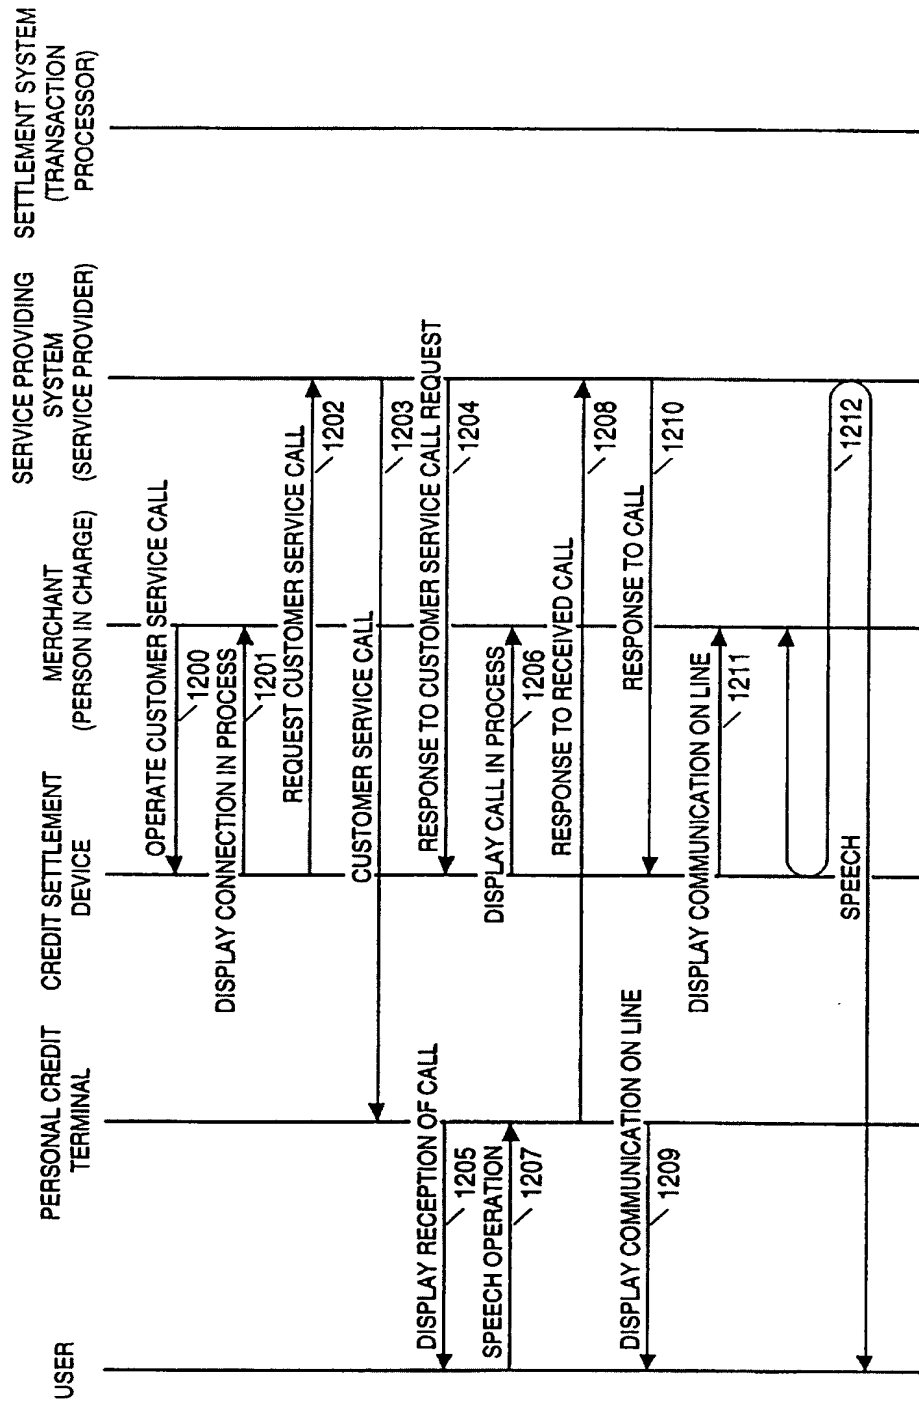 USER
PERSONAL CREDIT
TERMINAL
CREDIT SETTLEMENT
DEVICE
MERCHANT
(PERSON IN CHARGE)
SERVICE PROVIDING
SYSTEM
(SERVICE PROVIDER)
SETTLEMENT SYSTEM
(TRANSACTION
PROCESSOR)
OPERATE CUSTOMER SERVICE CALL
1200
DISPLAY CONNECTION IN PROCESS
1201
REQUEST CUSTOMER SERVICE CALL
1202
CUSTOMER SERVICE CALL
1203
RESPONSE TO CUSTOMER SERVICE CALL REQUEST
1204
DISPLAY RECEPTION OF CALL
1205
DISPLAY CALL IN PROCESS
1206
SPEECH OPERATION
1207
RESPONSE TO RECEIVED CALL
1208
DISPLAY COMMUNICATION ON LINE
1209
RESPONSE TO CALL
1210
DISPLAY COMMUNICATION ON LINE
1211
SPEECH
1212